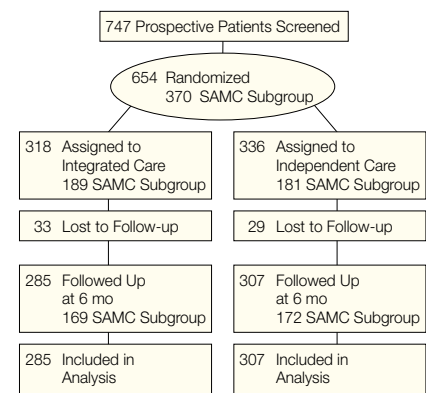 747 Prospective Patients Screened
654 Randomized
370 SAMC Subgroup
318 Assigned to
Integrated Care
189 SAMC Subgroup
336 Assigned to
Independent Care
181 SAMC Subgroup
33 Lost to Follow-up
29 Lost to Follow-up
285 Followed Up
at 6 mo
169 SAMC Subgroup
307 Followed Up
at 6 mo
172 SAMC Subgroup
285 Included in
Analysis
307 Included in
Analysis